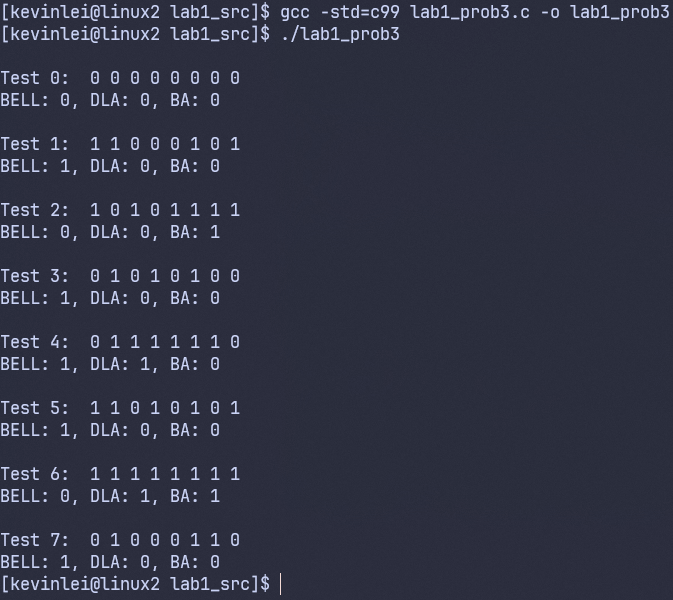 [kevinlei@linux2 lab1_src]$ gcc -std=c99 lab1_prob3.c -o lab1_prob3
[kevinlei@linux2 lab1_src]$ ./lab1_prob3
Test 0:  0 0 0 0 0 0 0 0
BELL: 0, DLA: 0, BA: 0
Test 1:  1 1 0 0 0 1 0 1
BELL: 1, DLA: 0, BA: 0
Test 2:  1 0 1 0 1 1 1 1
BELL: 0, DLA: 0, BA: 1
Test 3:  0 1 0 1 0 1 0 0
BELL: 1, DLA: 0, BA: 0
Test 4:  0 1 1 1 1 1 1 0
BELL: 1, DLA: 1, BA: 0
Test 5:  1 1 0 1 0 1 0 1
BELL: 1, DLA: 0, BA: 0
Test 6:  1 1 1 1 1 1 1 1
BELL: 0, DLA: 1, BA: 1
Test 7:  0 1 0 0 0 1 1 0
BELL: 1, DLA: 0, BA: 0
[kevinlei@linux2 lab1_src]$